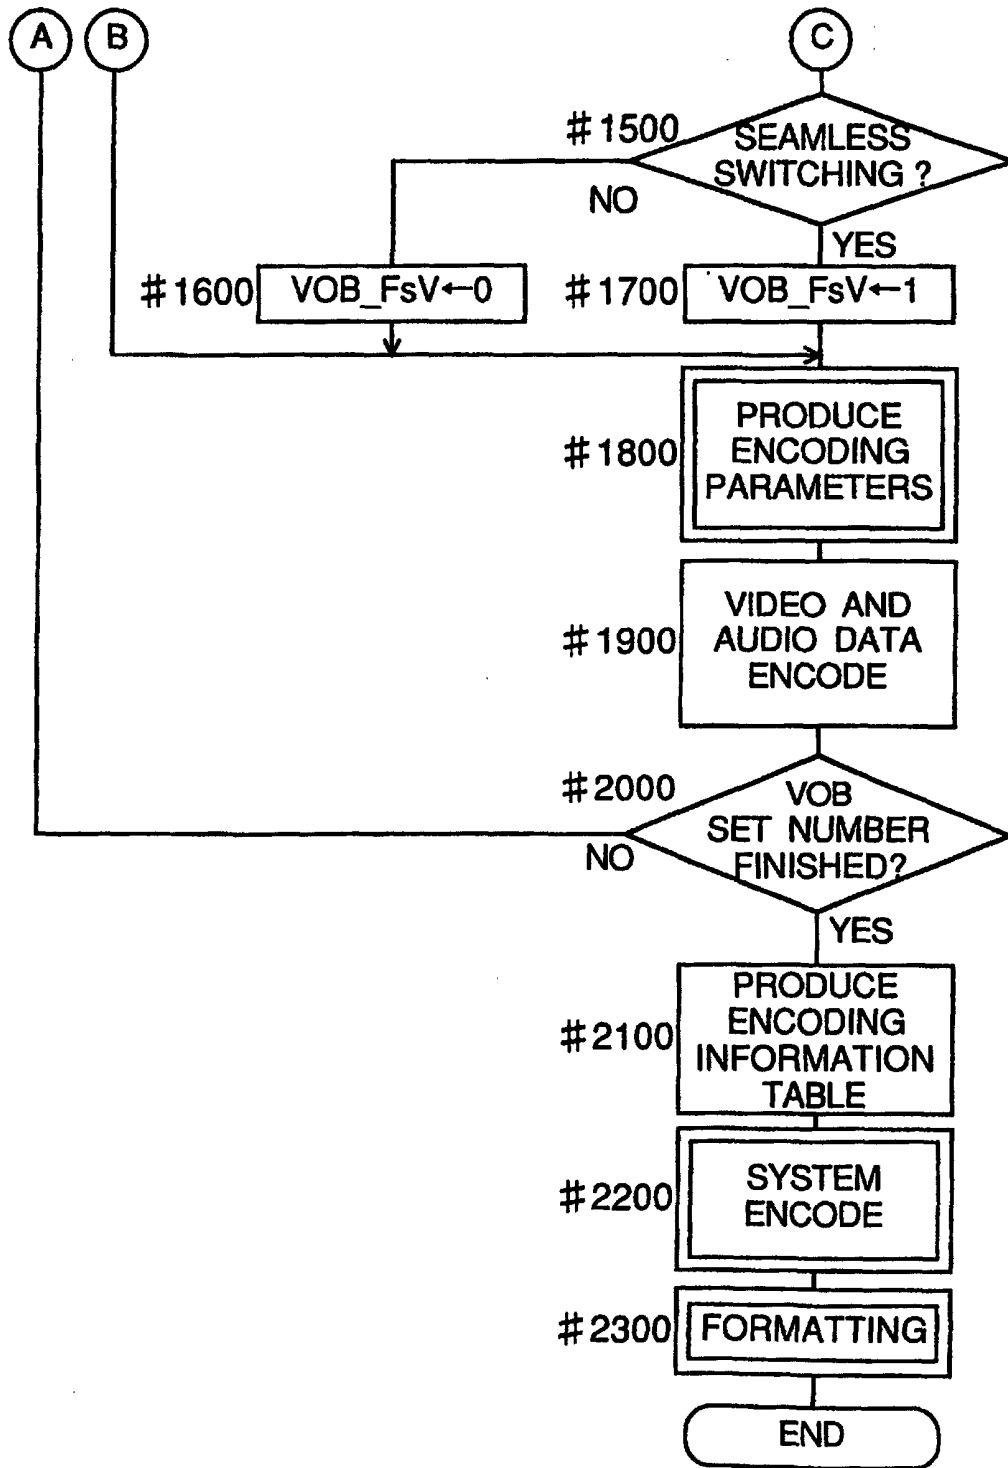 A
B
C
#1500
SEAMLESS
SWITCHING ?
NO
YES
#1600
VOB_FsV←0
#1700
VOB_FsV←1
#1800
PRODUCE
ENCODING
PARAMETERS
#1900
VIDEO AND
AUDIO DATA
ENCODE
#2000
VOB
SET NUMBER
FINISHED?
NO
YES
#2100
PRODUCE
ENCODING
INFORMATION
TABLE
#2200
SYSTEM
ENCODE
#2300
FORMATTING
END